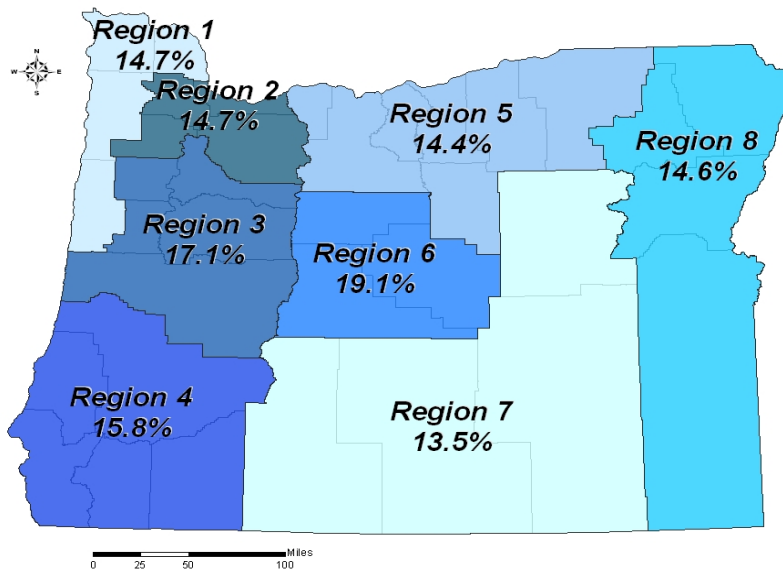 Region 1
14.7%
N
W E
S
Region 2
14.7%
Region 5
14.4%
Region 8
14.6%
Region 3
17.1%
Region 6
19.1%
Region 4
15.8%
Region 7
13.5%
Miles
0 25 50 100